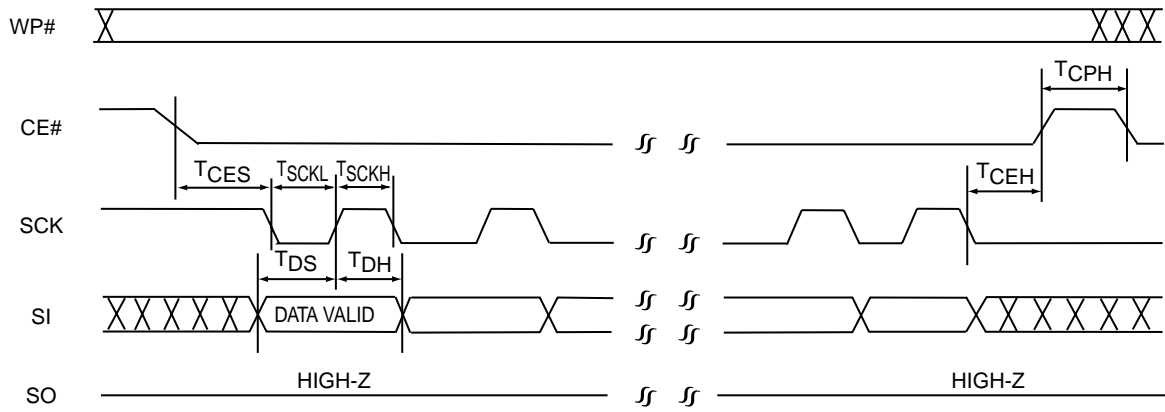 WP#
TCPH
CE#
TCES TSCKL TSCKH
TCEH
SCK
TDS TDH
SI DATA VALID
HIGH-Z HIGH-Z
SO